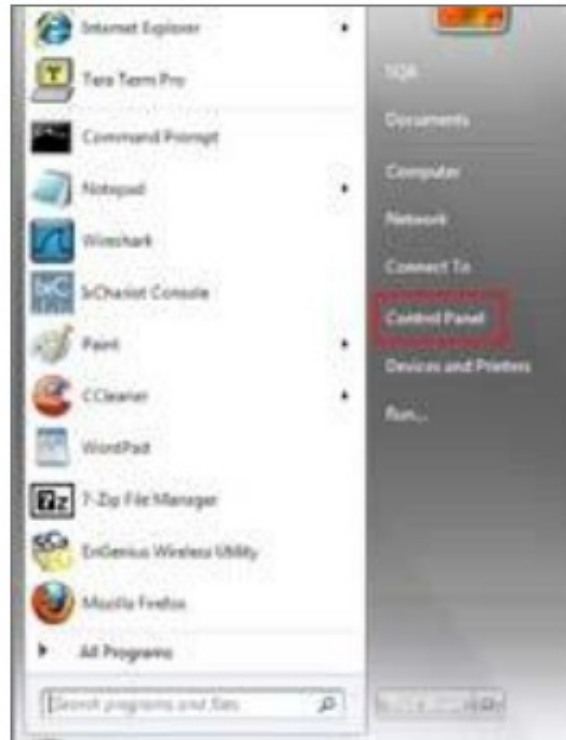 Internet Explorer
Tera Term Pro
Command Prompt
Notepad
Wireshark
IxChariot Console
Paint
CCleaner
WordPad
7-Zip File Manager
EnGenius Wireless Utility
Mozilla Firefox
All Programs
Search programs and files
Documents
Computer
Network
Connect To
Control Panel
Devices and Printers
Run...